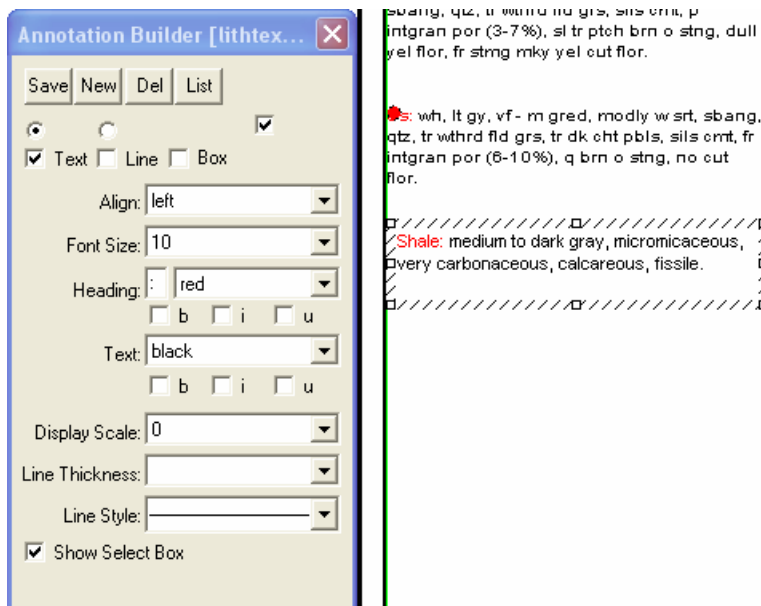 Annotation Builder [lithtex...
Save New Del List
Text Line Box
Align: left
Font Size: 10
Heading: : red
b i u
Text: black
b i u
Display Scale: 0
Line Thickness:
Line Style:
Show Select Box
sbang, qtz, tr wthrd fld grs, sils cmt, p
intgran por (3-7%), sl tr ptch brn o stng, dull
yel flor, fr stmg mky yel cut flor.
s: wh, lt gy, vf - m gred, modly w srt, sbang,
qtz, tr wthrd fld grs, tr dk cht pbls, sils cmt, fr
intgran por (6-10%), q brn o stng, no cut
flor.
Shale: medium to dark gray, micromicaceous,
very carbonaceous, calcareous, fissile.